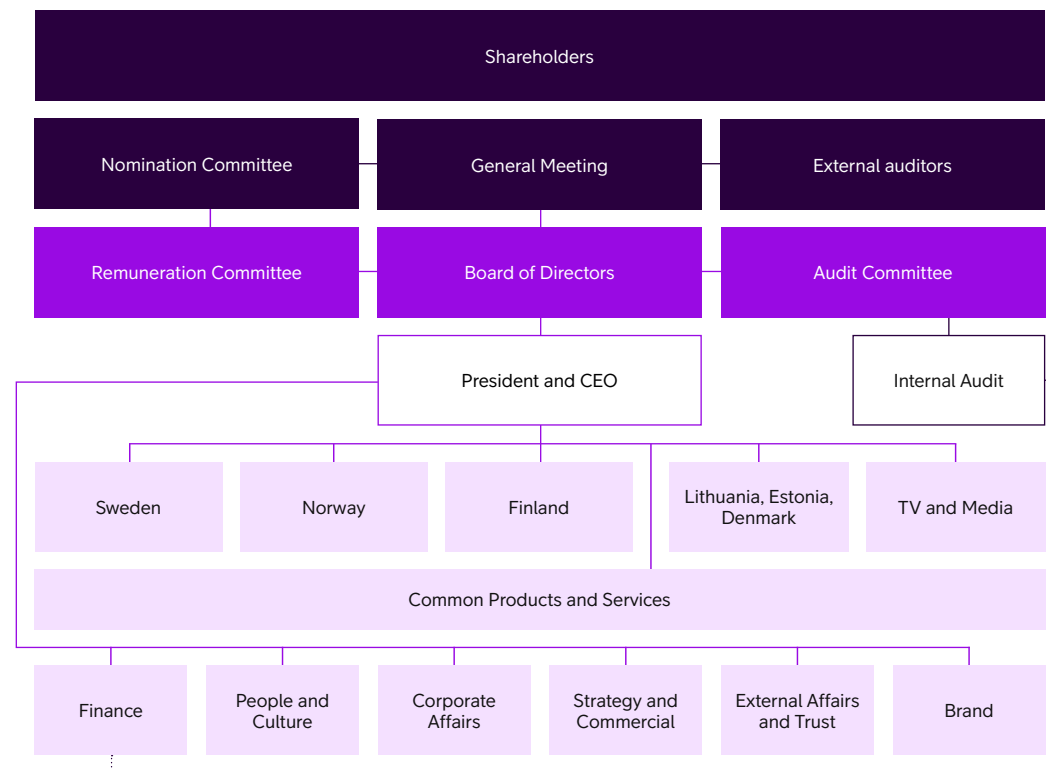 Shareholders
Nomination Committee
General Meeting
External auditors
Remuneration Committee
Board of Directors
Audit Committee
President and CEO
Internal Audit
Sweden
Norway
Finland
Lithuania, Estonia,
Denmark
TV and Media
Common Products and Services
Finance
People and
Culture
Corporate
Affairs
Strategy and
Commercial
External Affairs
and Trust
Brand